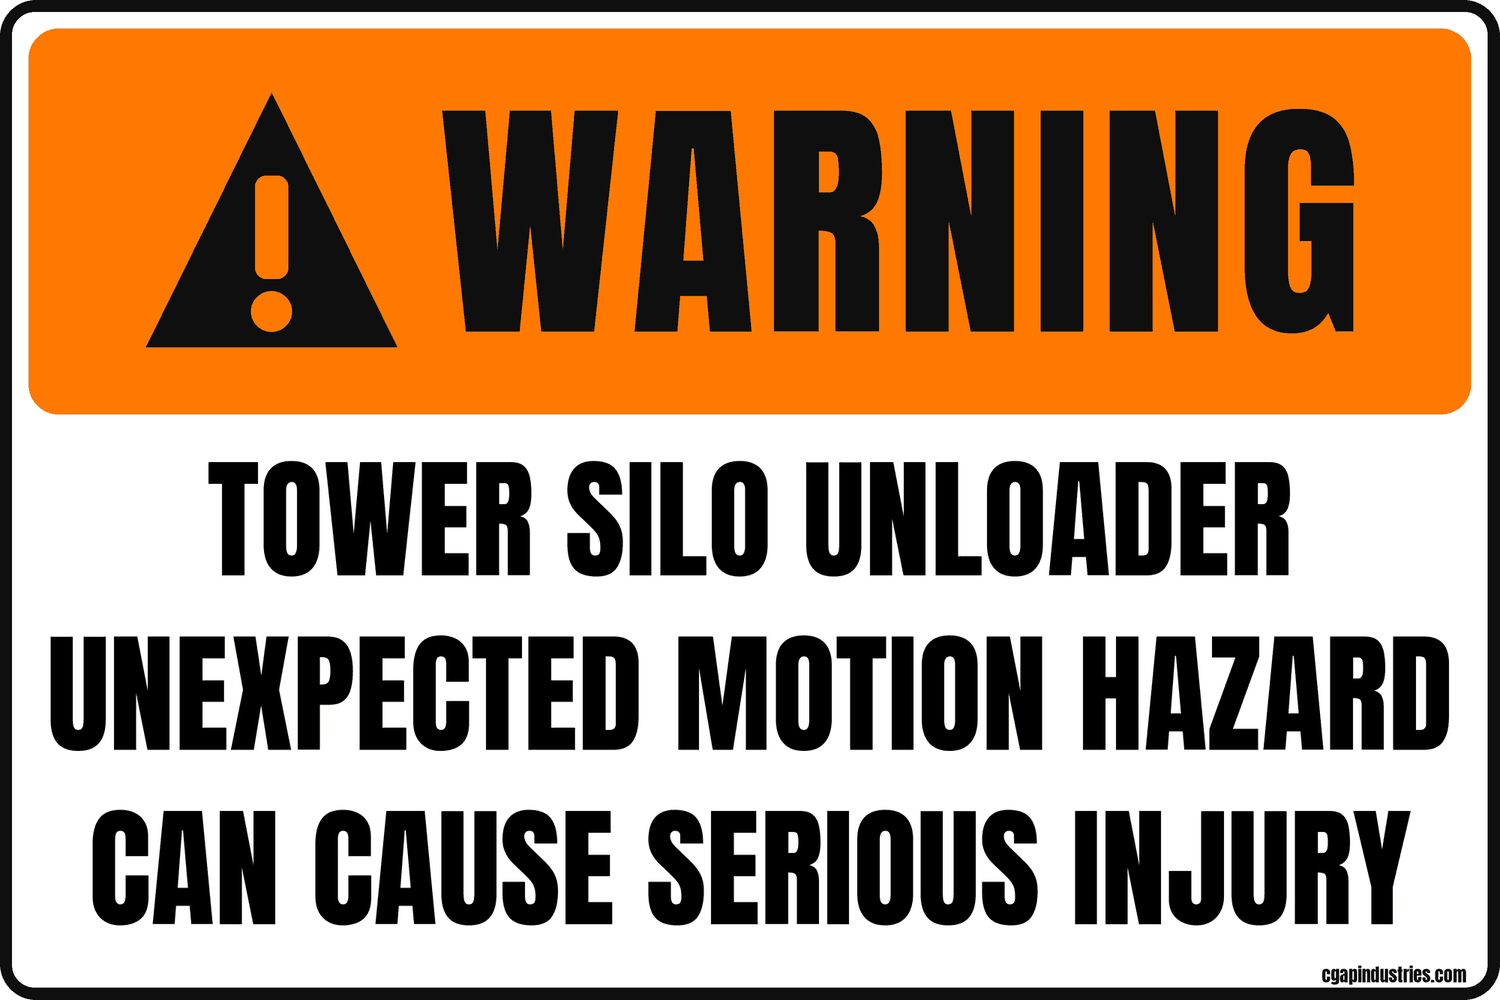 WARNING
TOWER SILO UNLOADER
UNEXPECTED MOTION HAZARD
CAN CAUSE SERIOUS INJURY
cgapindustries.com